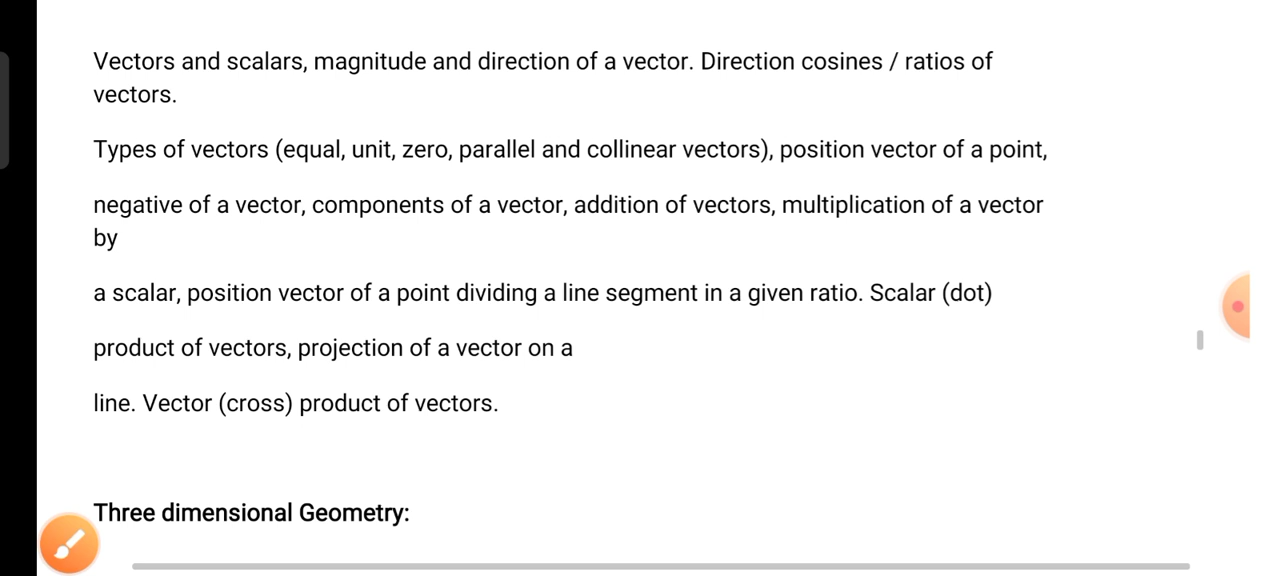 Vectors and scalars, magnitude and direction of a vector. Direction cosines / ratios of
vectors.
Types of vectors (equal, unit, zero, parallel and collinear vectors), position vector of a point,
negative of a vector, components of a vector, addition of vectors, multiplication of a vector
by
a scalar, position vector of a point dividing a line segment in a given ratio. Scalar (dot)
product of vectors, projection of a vector on a
line. Vector (cross) product of vectors.
Three dimensional Geometry: